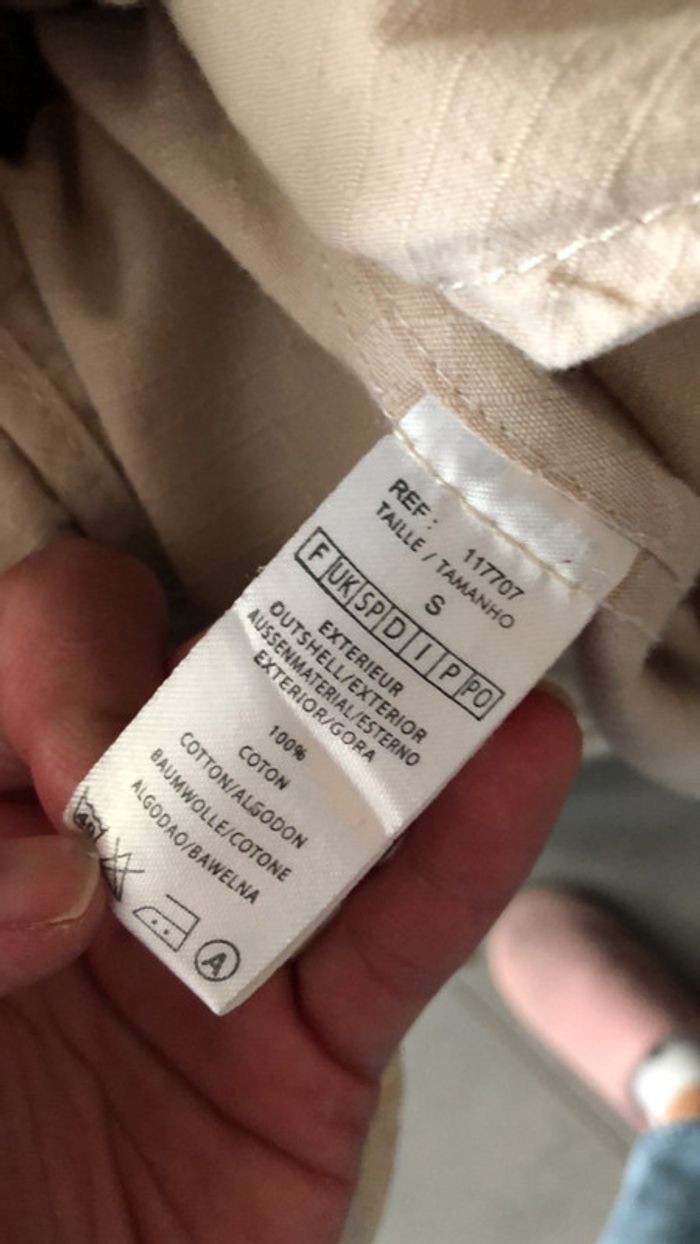 REF : 117707
TAILLE / TAMANHO
S
F UK SP D I P PO
EXTERIEUR
OUTSHELL/EXTERIOR
AUSSENMATERIAL/ESTERNO
EXTERIOR/GORA
100%
COTON
COTTON/ALGODON
BAUMWOLLE/COTONE
ALGODAO/BAWELNA
40
A